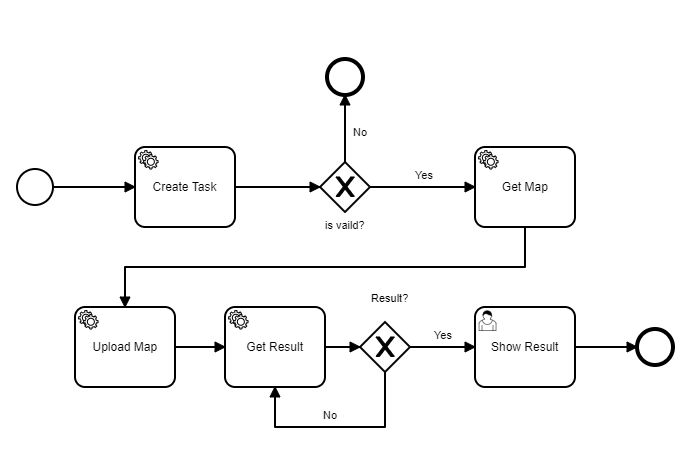 No
Create Task
Yes
Get Map
is vaild?
Result?
Upload Map
Get Result
Yes
Show Result
No